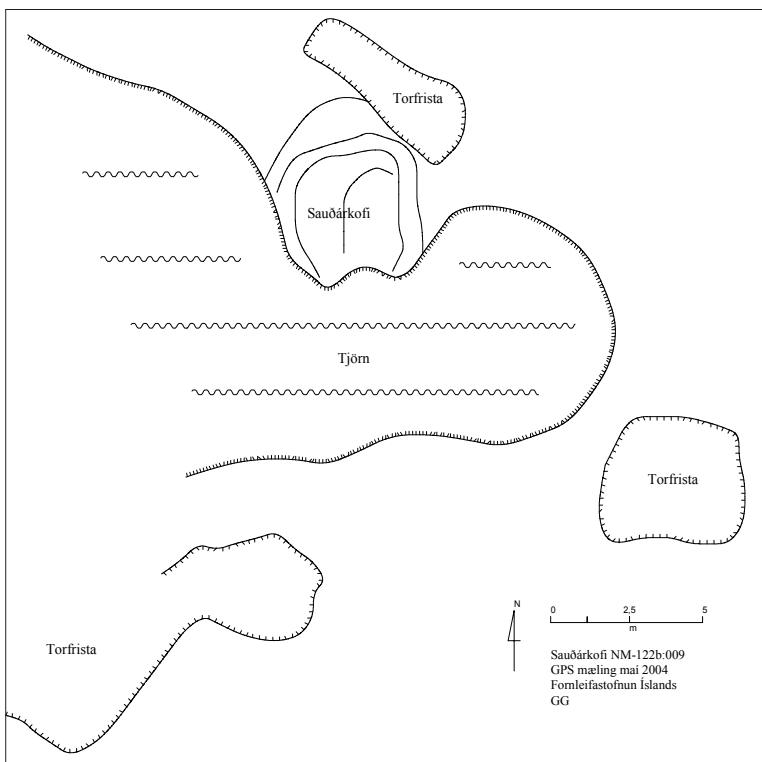 Torfrista
Sauðárkofi
Tjörn
Torfrista
Torfrista
N
0 2,5 5
m
Sauðárkofi NM-122b:009
GPS mæling maí 2004
Fornleifastofnun Íslands
GG